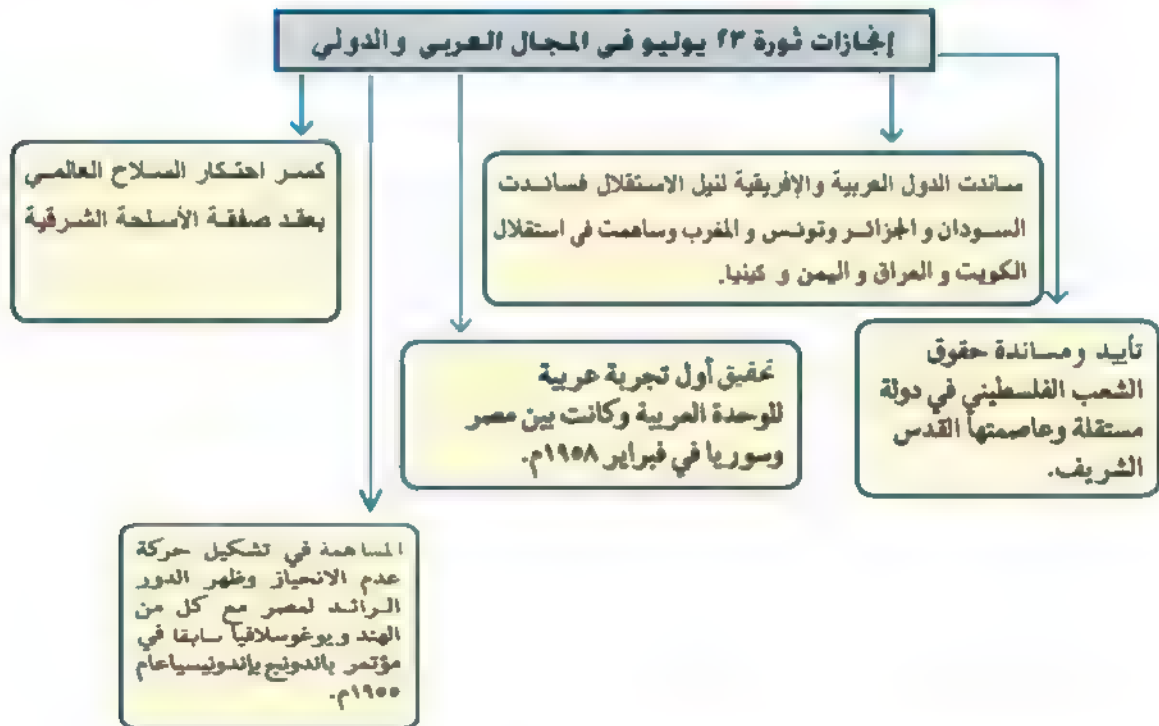 إنجازات ثورة ٢٣ يوليو في المجال العربي والدولي
كسر احتكار السلاح العالمي
بعقد صفقة الأسلحة الشرقية
ساندت الدول العربية والإفريقية لنيل الاستقلال فساندت
السودان والجزائر وتونس والمغرب وساهمت في استقلال
الكويت والعراق واليمن وكينيا.
تأييد ومساندة حقوق
الشعب الفلسطيني في دولة
مستقلة وعاصمتها القدس
الشريف.
تحقيق أول تجربة عربية
للوحدة العربية وكانت بين مصر
وسوريا في فبراير ١٩٥٨م.
المساهمة في تشكيل حركة
عدم الانحياز وظهر الدور
الرائد لمصر مع كل من
الهند ويوغوسلافيا سابقا في
مؤتمر باندونج بإندونيسيا عام
١٩٥٥م.